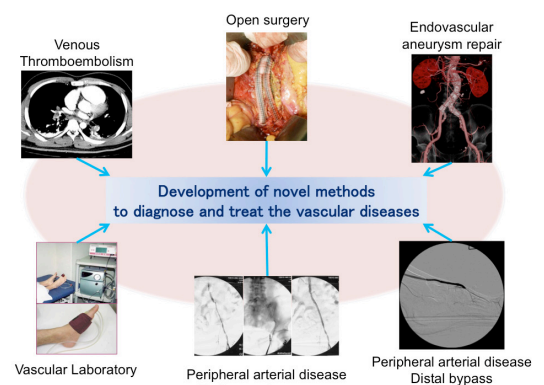 Open surgery
Venous
Thromboembolism
Endovascular
aneurysm repair
Development of novel methods
to diagnose and treat the vascular diseases
Vascular Laboratory
Peripheral arterial disease
Peripheral arterial disease
Distal bypass